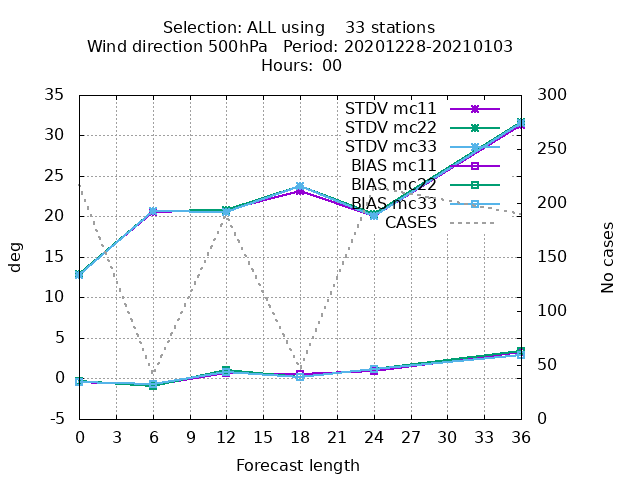 Selection: ALL using    33 stations
Wind direction 500hPa   Period: 20201228-20210103
Hours: 00
STDV mc11
STDV mc22
STDV mc33
BIAS mc11
BIAS mc22
BIAS mc33
CASES
35
30
25
20
15
10
5
0
-5
deg
300
250
200
150
100
50
0
No cases
0 3 6 9 12 15 18 21 24 27 30 33 36
Forecast length